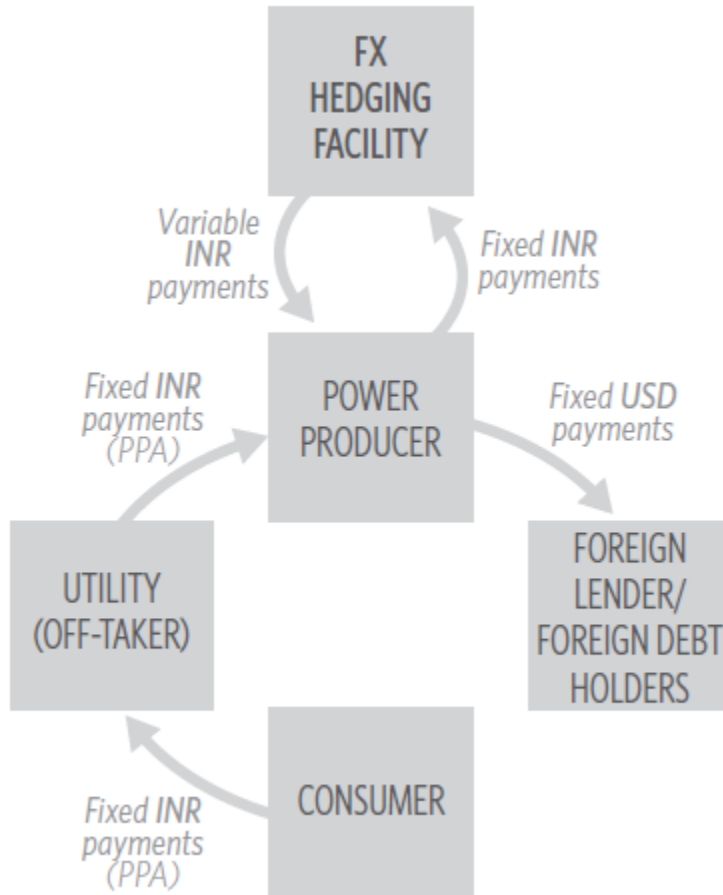 FX
HEDGING
FACILITY
Variable
INR
payments
Fixed INR
payments
Fixed INR
payments
(PPA)
POWER
PRODUCER
Fixed USD
payments
UTILITY
(OFF-TAKER)
FOREIGN
LENDER/
FOREIGN DEBT
HOLDERS
Fixed INR
payments
(PPA)
CONSUMER